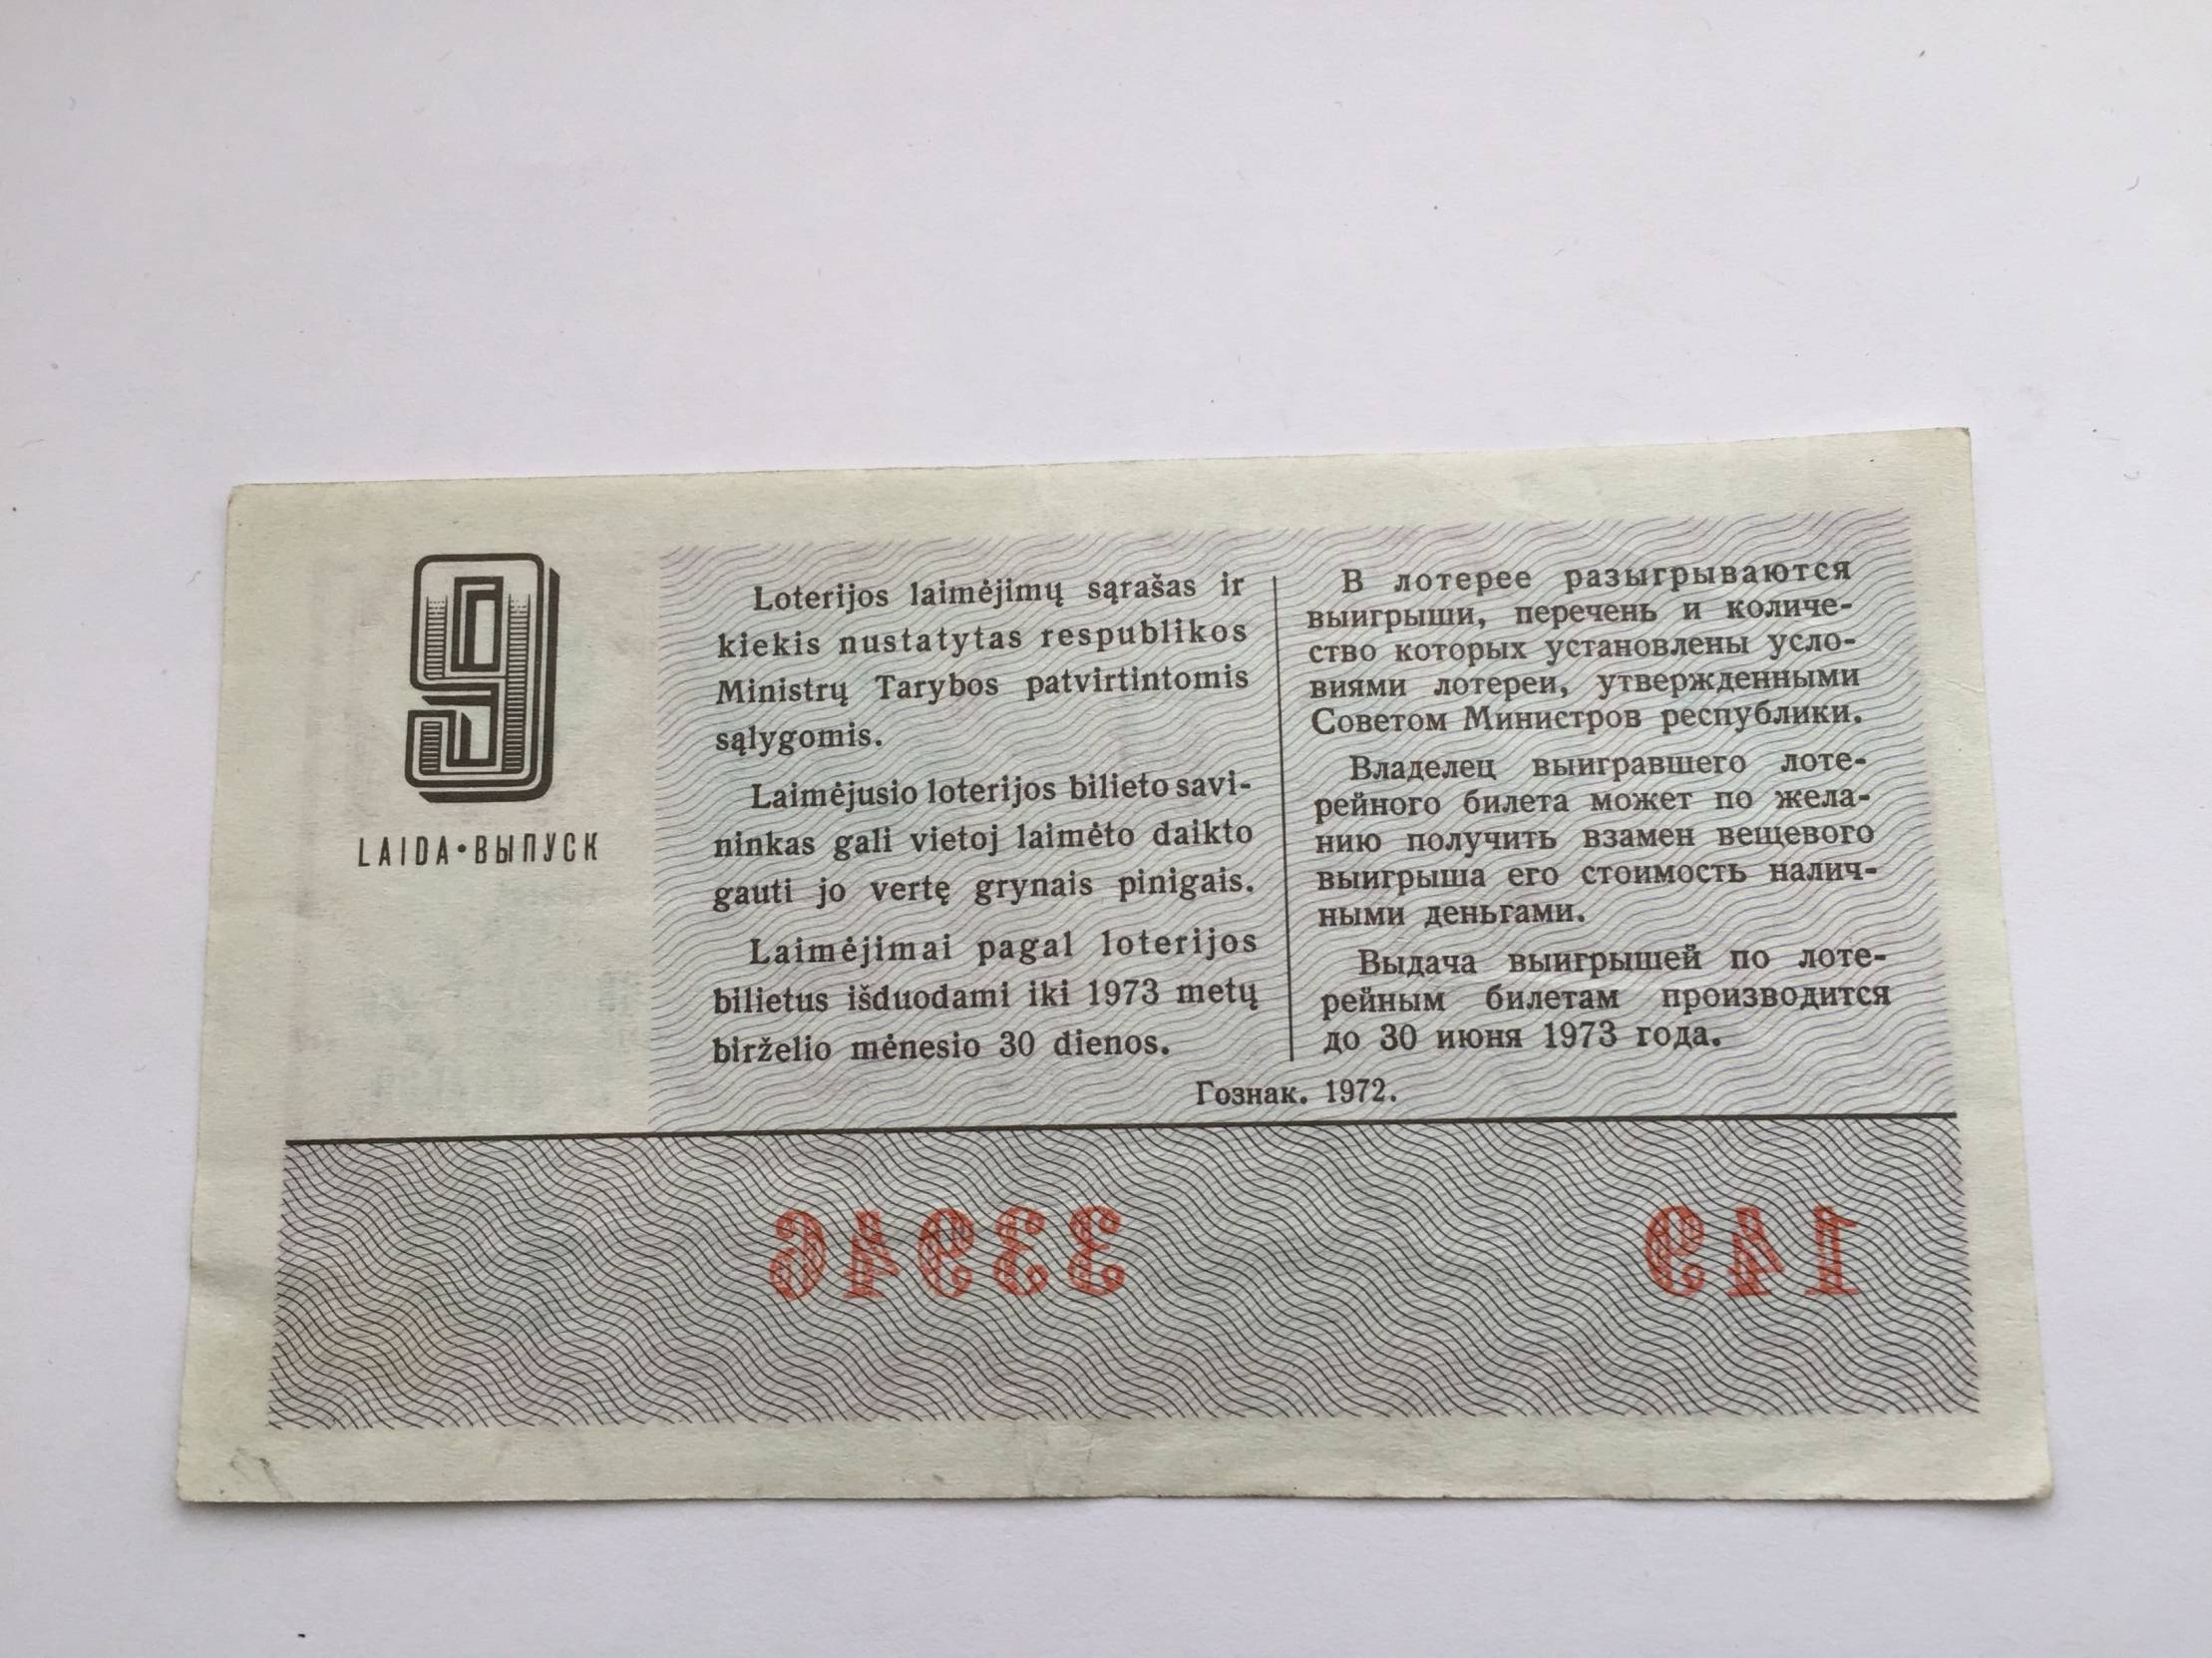 9
LAIDA • ВЫПУСК
Loterijos laimėjimų sąrašas ir
kiekis nustatytas respublikos
Ministrų Tarybos patvirtintomis
sąlygomis.
Laimėjusio loterijos bilieto savi-
ninkas gali vietoj laimėto daikto
gauti jo vertę grynais pinigais.
Laimėjimai pagal loterijos
bilietus išduodami iki 1973 metų
birželio mėnesio 30 dienos.
В лотерее разыгрываются
выигрыши, перечень и количе-
ство которых установлены усло-
виями лотереи, утвержденными
Советом Министров республики.
Владелец выигравшего лоте-
рейного билета может по жела-
нию получить взамен вещевого
выигрыша его стоимость налич-
ными деньгами.
Выдача выигрышей по лоте-
рейным билетам производится
до 30 июня 1973 года.
Гознак. 1972.
149 33946